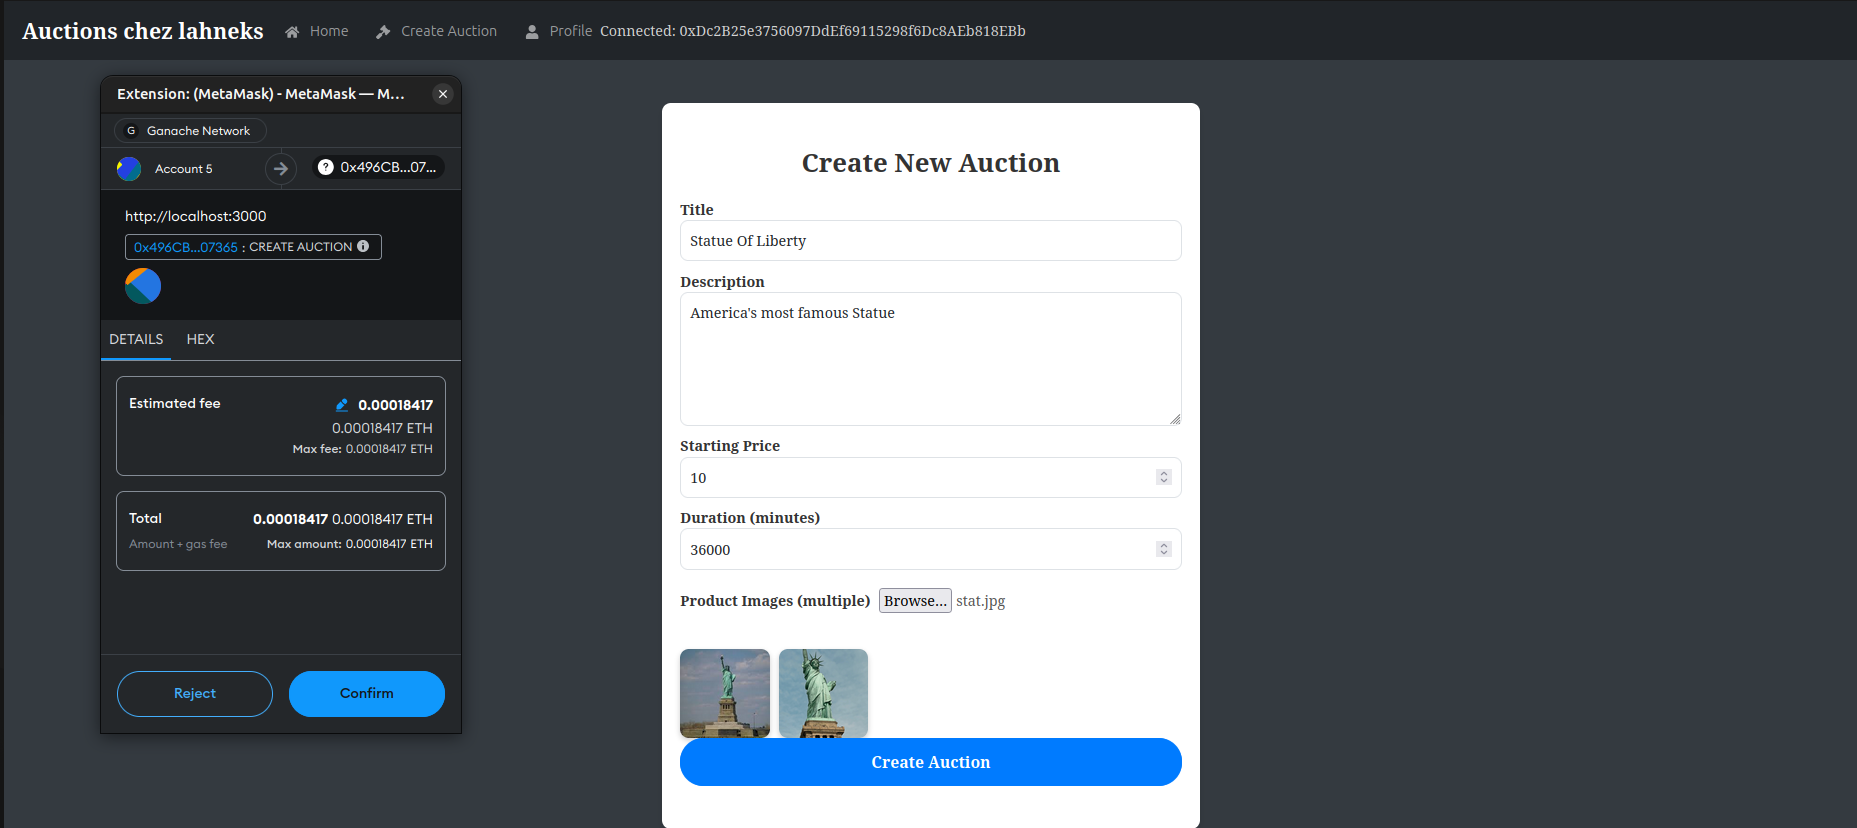 Auctions chez lahneks
Home
Create Auction
Profile
Connected: 0xDc2B25e3756097DdEf69115298f6Dc8AEb818EBb
Extension: (MetaMask) - MetaMask — M...
G Ganache Network
Account 5
? 0x496CB...07...
http://localhost:3000
0x496CB...07365 : CREATE AUCTION
DETAILS HEX
Estimated fee 0.00018417
0.00018417 ETH
Max fee: 0.00018417 ETH
Total 0.00018417 0.00018417 ETH
Amount + gas fee Max amount: 0.00018417 ETH
Reject Confirm
Create New Auction
Title
Statue Of Liberty
Description
America's most famous Statue
Starting Price
10
Duration (minutes)
36000
Product Images (multiple) Browse... stat.jpg
Create Auction